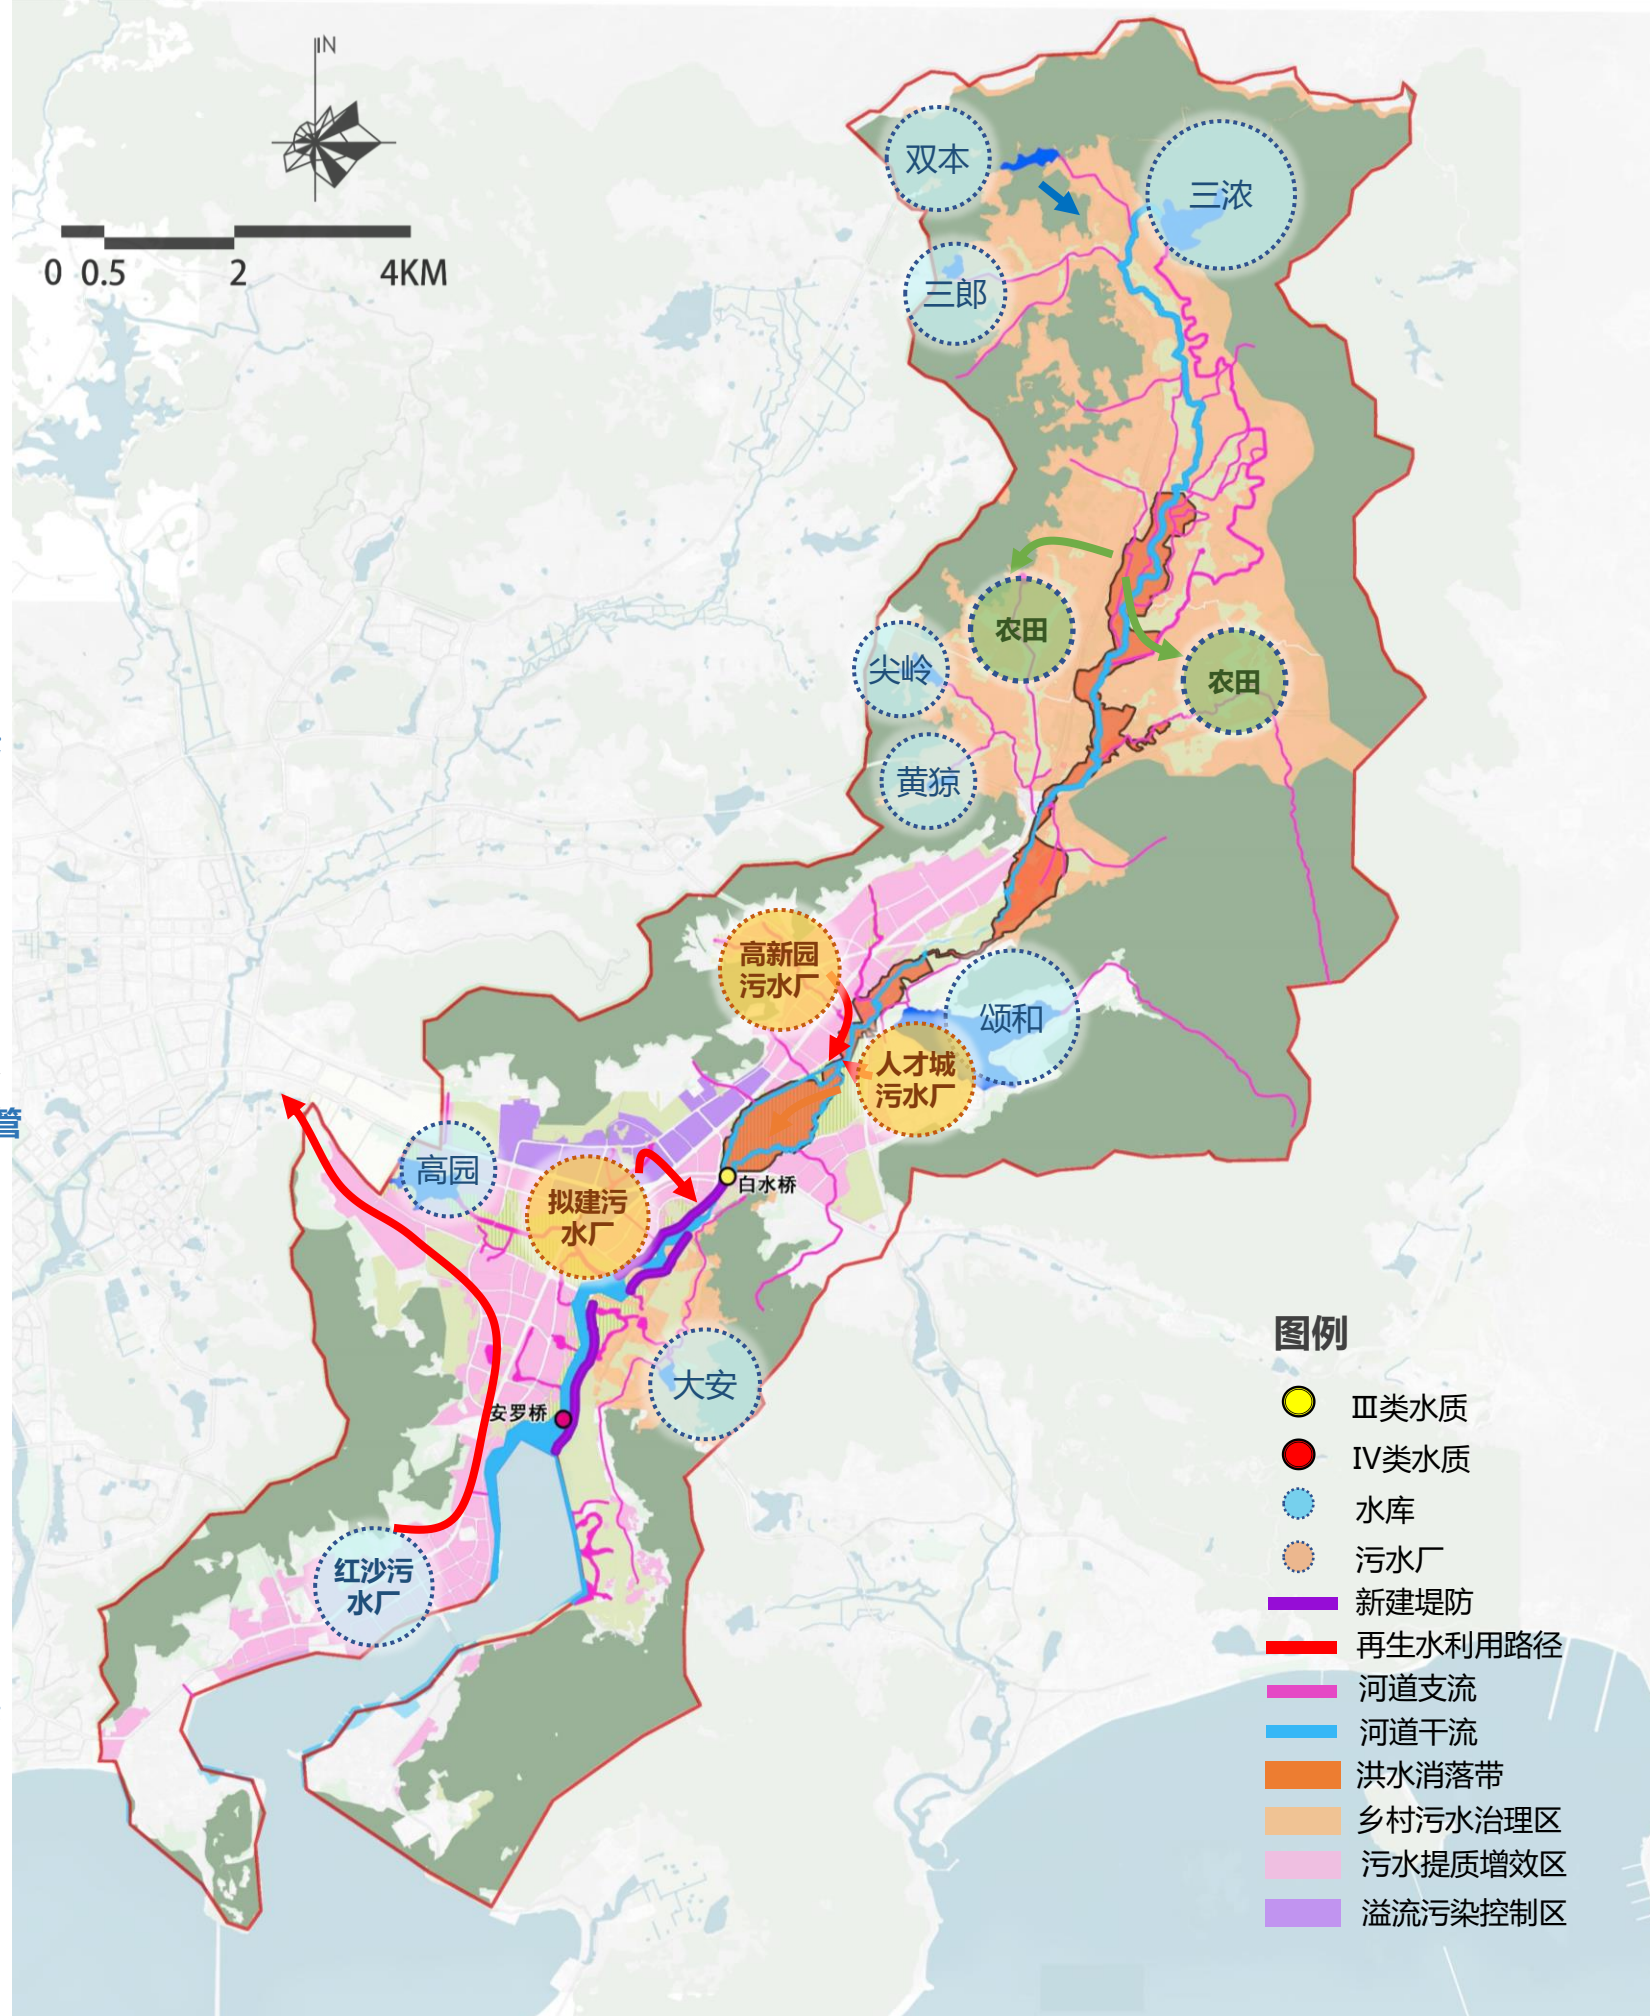 N
0 0.5 2 4KM
双本
三浓
三郎
农田
尖岭
农田
黄猄
高新园
污水厂
颂和
人才城
污水厂
管
高园
白水桥
拟建污
水厂
大安
安罗桥
红沙污
水厂
图例
Ⅲ类水质
IV类水质
水库
污水厂
新建堤防
再生水利用路径
河道支流
河道干流
洪水消落带
乡村污水治理区
污水提质增效区
溢流污染控制区